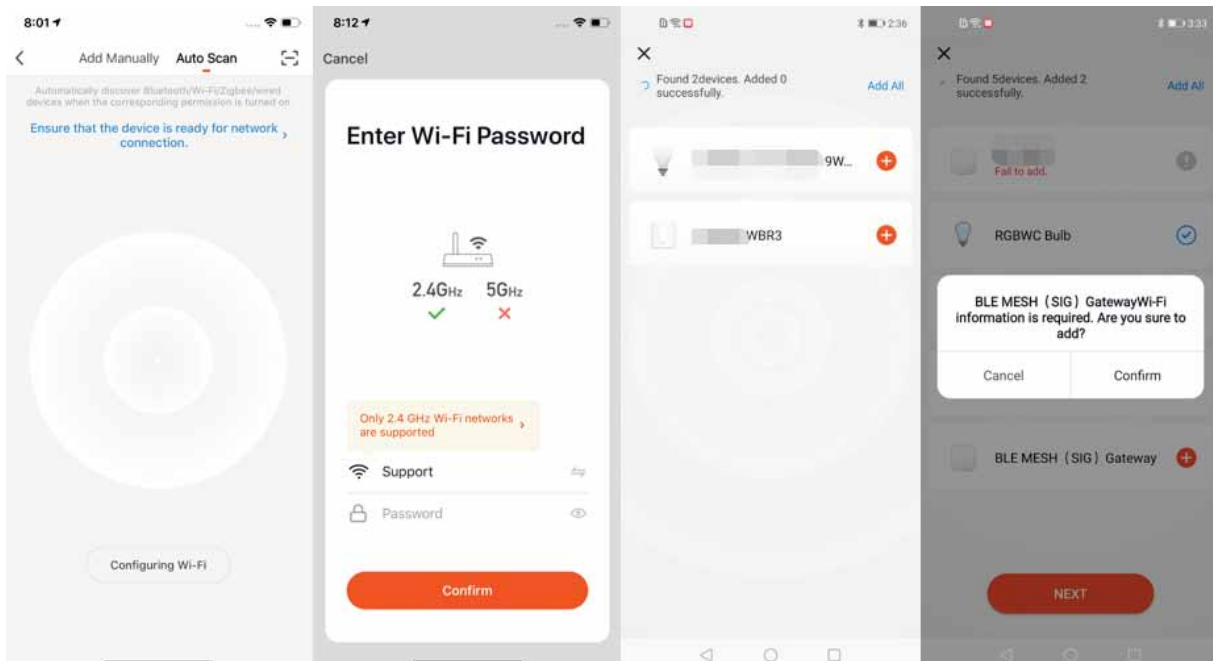 8:01
Add Manually Auto Scan
Automatically discover Bluetooth/Wi-Fi/Zigbee/wired
devices when the corresponding permission is turned on
Ensure that the device is ready for network
connection.
Configuring Wi-Fi
8:12
Cancel
Enter Wi-Fi Password
2.4GHz 5GHz
Only 2.4 GHz Wi-Fi networks
are supported
Support
Password
Confirm
2:36
Found 2devices. Added 0
successfully.
Add All
9W...
WBR3
3:33
Found 5devices. Added 2
successfully.
Add All
Fail to add.
RGBWC Bulb
BLE MESH（SIG）GatewayWi-Fi
information is required. Are you sure to
add?
Cancel Confirm
BLE MESH（SIG）Gateway
NEXT